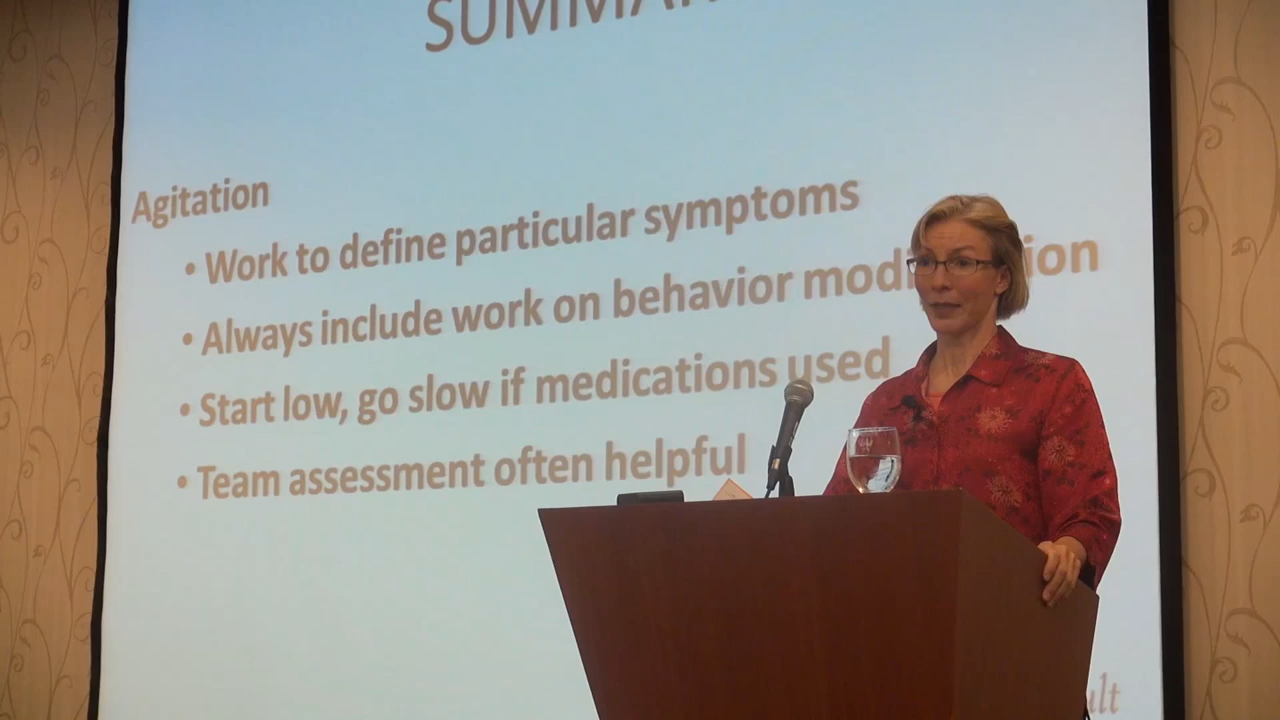 Agitation
• Work to define particular symptoms
• Always include work on behavior
• Start low, go slow if medications used
• Team assessment often helpful